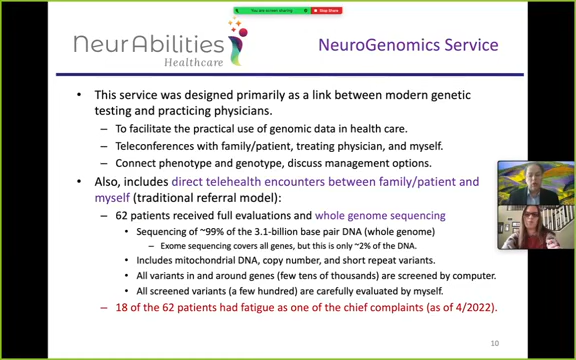 You are screen sharing Stop Share
NeurAbilities
Healthcare
NeuroGenomics Service
• This service was designed primarily as a link between modern genetic
testing and practicing physicians.
– To facilitate the practical use of genomic data in health care.
– Teleconferences with family/patient, treating physician, and myself.
– Connect phenotype and genotype, discuss management options.
• Also, includes direct telehealth encounters between family/patient and
myself (traditional referral model):
– 62 patients received full evaluations and whole genome sequencing
• Sequencing of ~99% of the 3.1-billion base pair DNA (whole genome)
– Exome sequencing covers all genes, but this is only ~2% of the DNA.
• Includes mitochondrial DNA, copy number, and short repeat variants.
• All variants in and around genes (few tens of thousands) are screened by computer.
• All screened variants (a few hundred) are carefully evaluated by myself.
– 18 of the 62 patients had fatigue as one of the chief complaints (as of 4/2022).
10